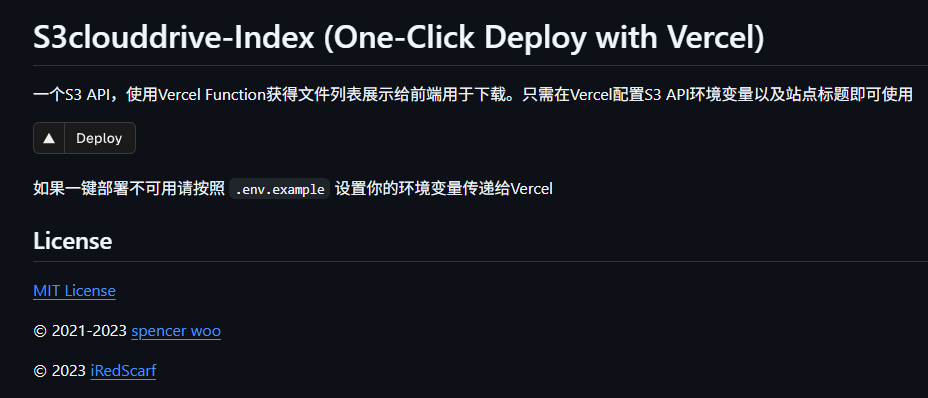 S3clouddrive-Index (One-Click Deploy with Vercel)
一个S3 API，使用Vercel Function获得文件列表展示给前端用于下载。只需在Vercel配置S3 API环境变量以及站点标题即可使用
▲ Deploy
如果一键部署不可用请按照 .env.example 设置你的环境变量传递给Vercel
License
MIT License
© 2021-2023 spencer woo
© 2023 iRedScarf